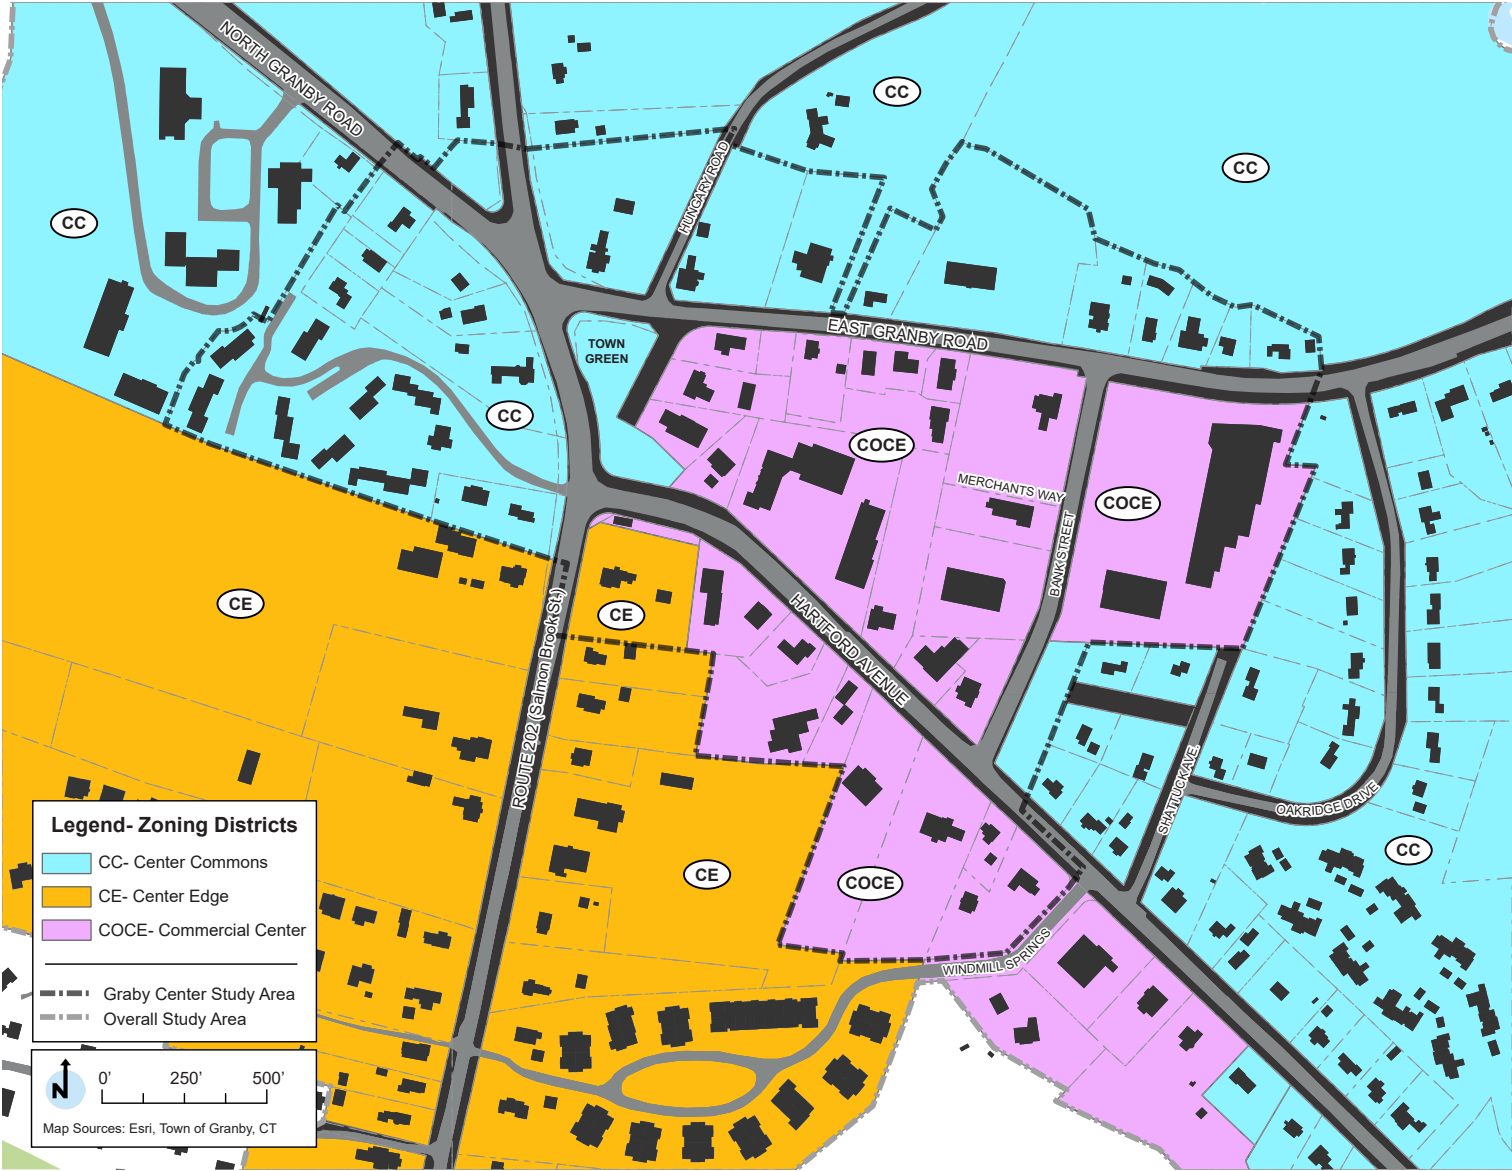 NORTH GRANBY ROAD
CC
CC
CC
HUNGARY ROAD
EAST GRANBY ROAD
TOWN
GREEN
CC
COCE
MERCHANTS WAY
COCE
BANK STREET
CE
CE
ROUTE 202 (Salmon Brook St.)
HARTFORD AVENUE
SHATTUCK AVE.
OAKRIDGE DRIVE
CC
CE
COCE
WINDMILL SPRINGS
Legend- Zoning Districts
CC- Center Commons
CE- Center Edge
COCE- Commercial Center
Graby Center Study Area
Overall Study Area
N
0' 250' 500'
Map Sources: Esri, Town of Granby, CT